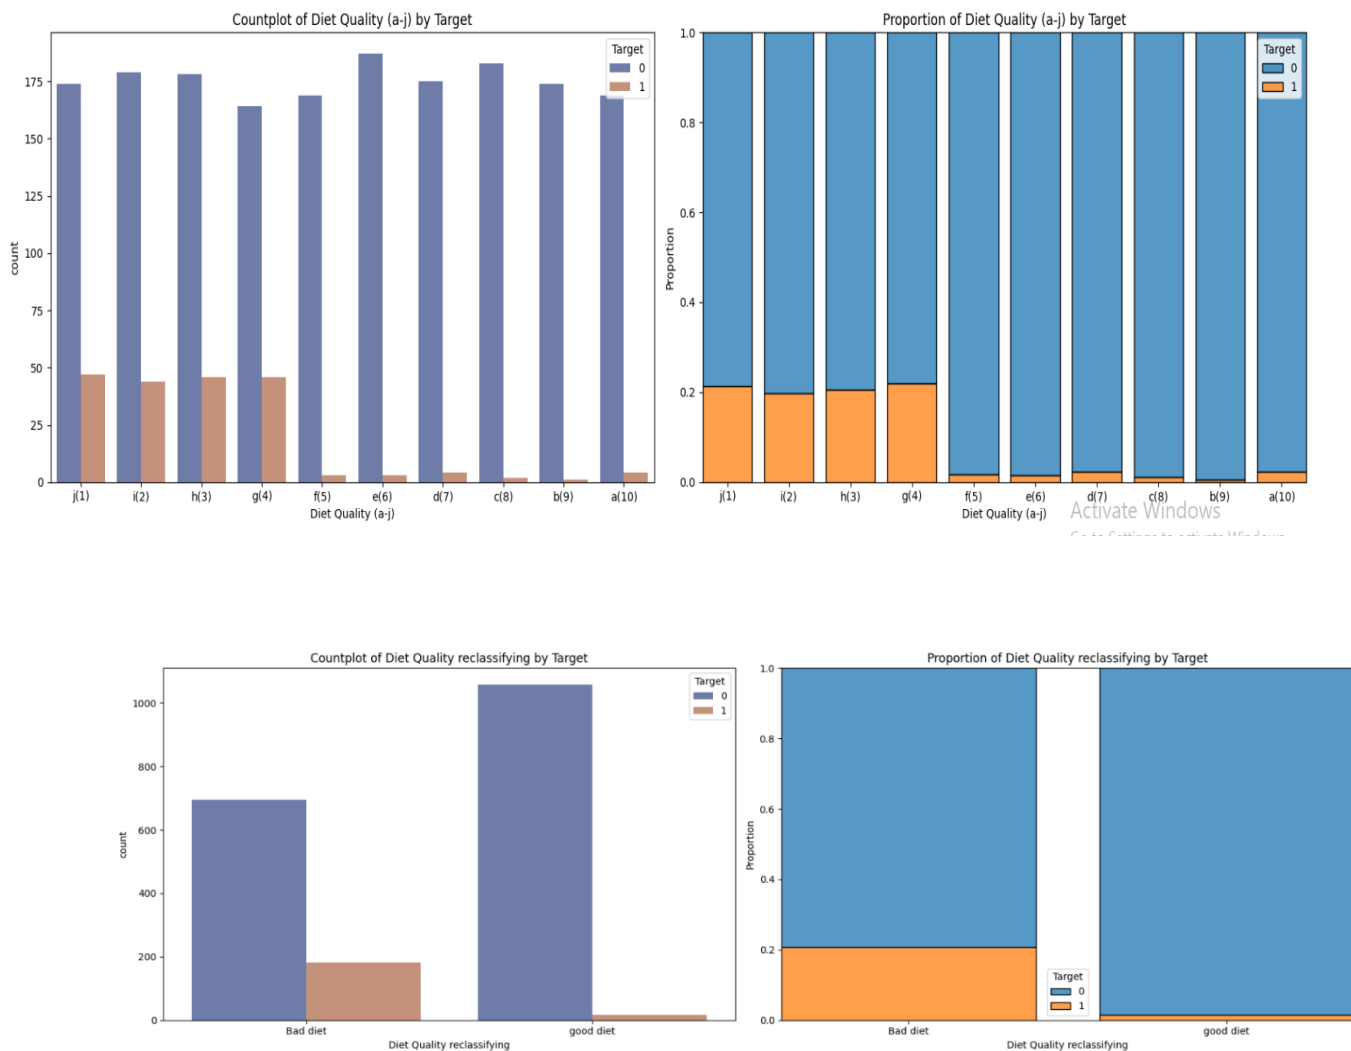 Countplot of Diet Quality (a-j) by Target
Target
0
1
175
150
125
100
75
50
25
0
count
j(1) i(2) h(3) g(4) f(5) e(6) d(7) c(8) b(9) a(10)
Diet Quality (a-j)
Proportion of Diet Quality (a-j) by Target
Target
0
1
1.0
0.8
0.6
0.4
0.2
0.0
Proportion
j(1) i(2) h(3) g(4) f(5) e(6) d(7) c(8) b(9) a(10)
Diet Quality (a-j)
Activate Windows
Go to Settings to activate Windows.
Countplot of Diet Quality reclassifying by Target
Target
0
1
1000
800
600
400
200
0
count
Bad diet good diet
Diet Quality reclassifying
Proportion of Diet Quality reclassifying by Target
1.0
0.8
0.6
0.4
0.2
0.0
Proportion
Target
0
1
Bad diet good diet
Diet Quality reclassifying